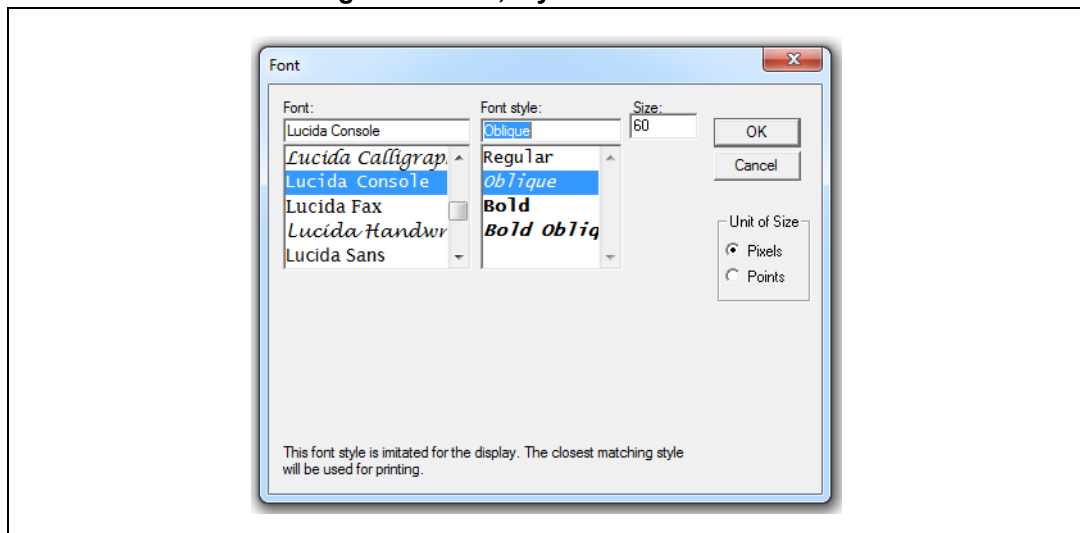 Font
Font:
Font style:
Size:
Lucida Console
Oblique
60
OK
Lucida Calligrap
Regular
Cancel
Lucida Console
Oblique
Lucida Fax
Bold
Unit of Size
Lucida Handwr
Bold Obliq
Pixels
Lucida Sans
Points
This font style is imitated for the display. The closest matching style
will be used for printing.